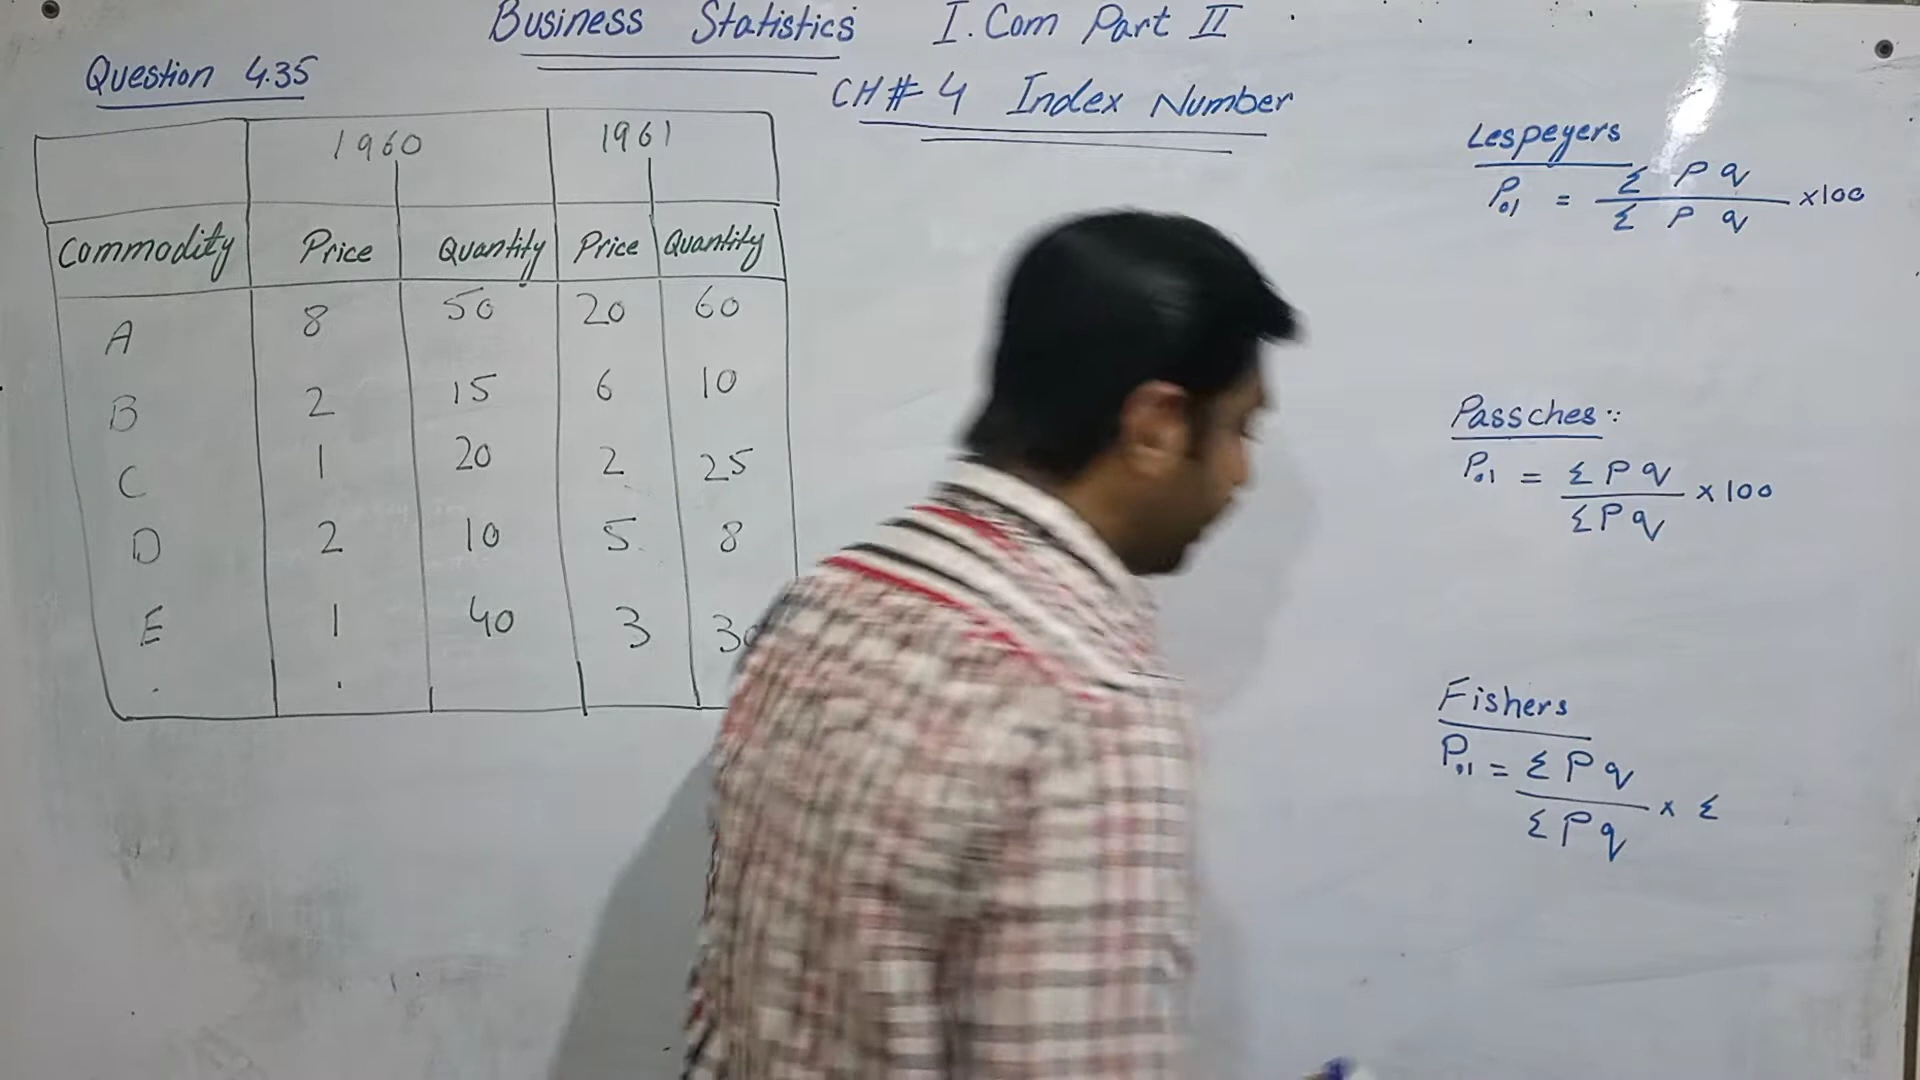 Business Statistics I.Com Part II
Question 4.35
CH# 4 Index Number
1960 1961
Commodity Price Quantity Price Quantity
A 8 50 20 60
B 2 15 6 10
C 1 20 2 25
D 2 10 5 8
E 1 40 3 30
Lespeyers
P01 = Σ P q / Σ P q ×100
Passches::
P01 = Σ P q / Σ P q × 100
Fishers
P01 = Σ P q / Σ P q × Σ